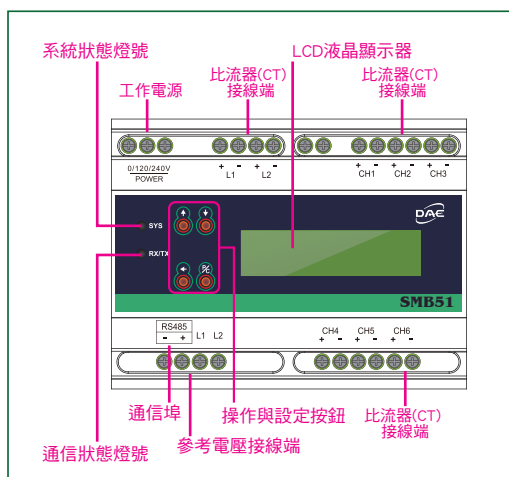 系統狀態燈號
LCD液晶顯示器
比流器(CT)
接線端
比流器(CT)
接線端
工作電源
0/120/240V
POWER
+ - + -
L1 L2
+ - + - + -
CH1 CH2 CH3
SYS
RX/TX
DAE
SMB51
RS485
- +
L1 L2
CH4 CH5 CH6
+ - + - + -
通信埠
操作與設定按鈕
比流器(CT)
接線端
參考電壓接線端
通信狀態燈號